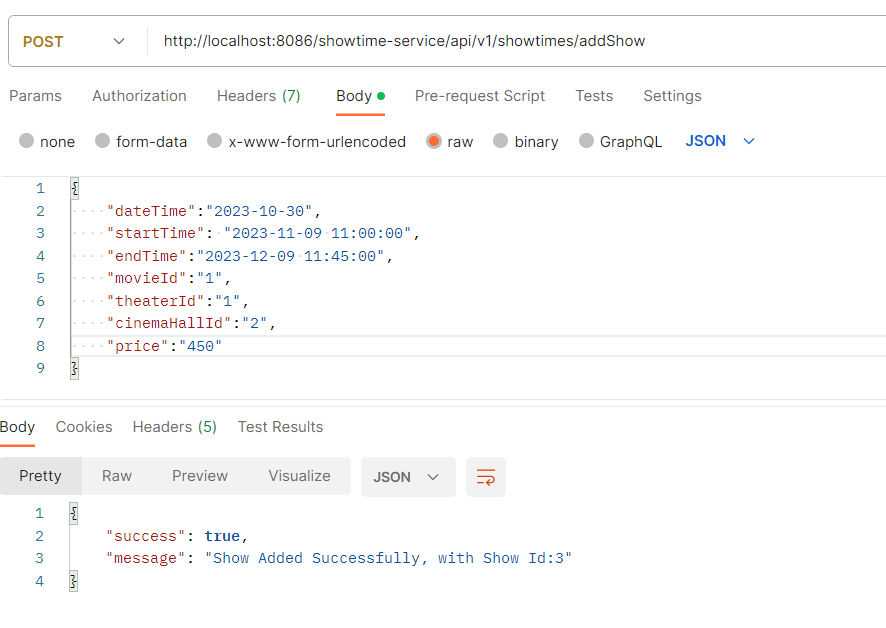 POST http://localhost:8086/showtime-service/api/v1/showtimes/addShow
Params Authorization Headers (7) Body Pre-request Script Tests Settings
none form-data x-www-form-urlencoded raw binary GraphQL JSON
1 {
2 "dateTime":"2023-10-30",
3 "startTime": "2023-11-09 11:00:00",
4 "endTime":"2023-12-09 11:45:00",
5 "movieId":"1",
6 "theaterId":"1",
7 "cinemaHallId":"2",
8 "price":"450"
9 }
Body Cookies Headers (5) Test Results
Pretty Raw Preview Visualize JSON
1 {
2 "success": true,
3 "message": "Show Added Successfully, with Show Id:3"
4 }